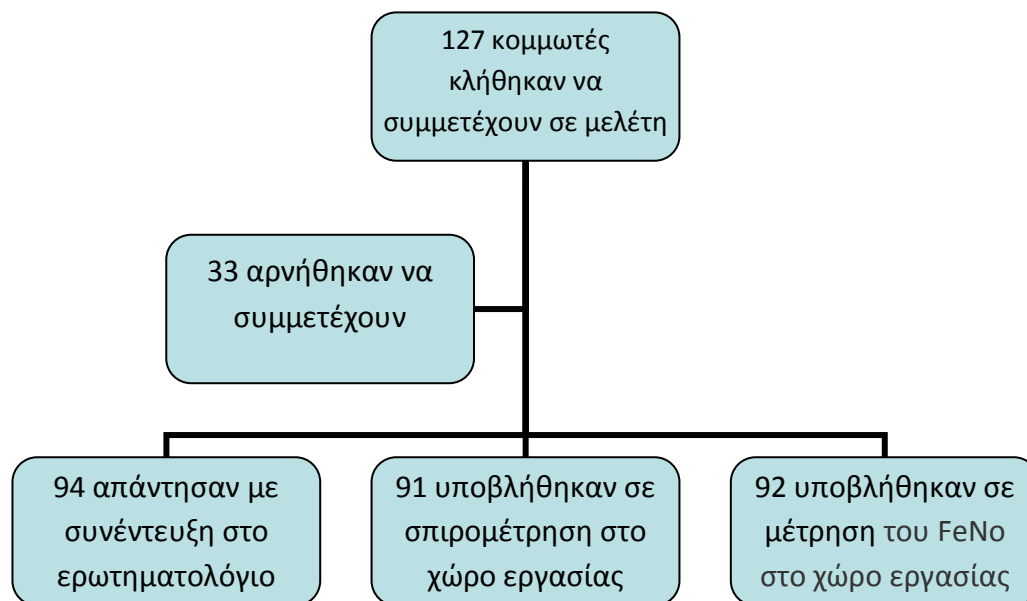 127 κομμωτές
κλήθηκαν να
συμμετέχουν σε μελέτη
33 αρνήθηκαν να
συμμετέχουν
94 απάντησαν με
συνέντευξη στο
ερωτηματολόγιο
91 υποβλήθηκαν σε
σπιρομέτρηση στο
χώρο εργασίας
92 υποβλήθηκαν σε
μέτρηση του FeNo
στο χώρο εργασίας